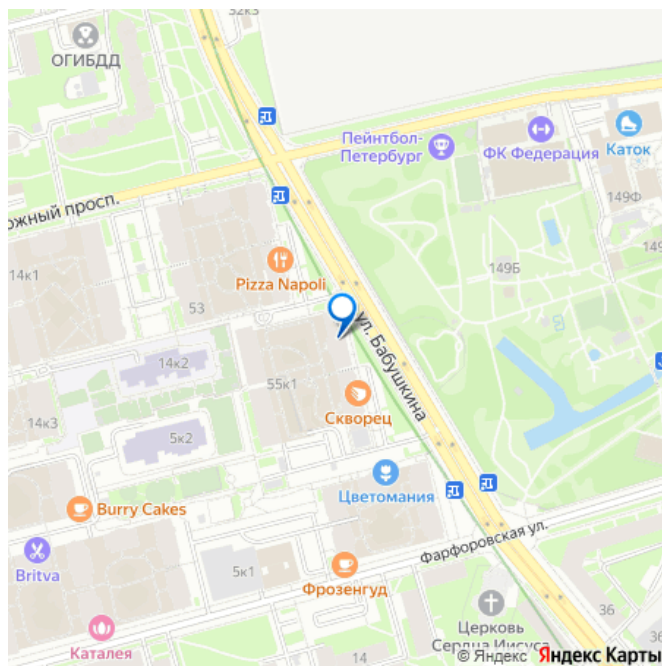 32к3
ОГИБДД
Пейнтбол-
Петербург
ФК Федерация
Каток
149Ф
ожный просп.
14к1
149Б
149
Pizza Napoli
53
ул. Бабушкина
14к2
55к1
Скворец
14к3
5к2
Цветомания
Burry Cakes
Фарфоровская ул.
Britva
5к1
Фрозенгуд
36
Каталея
14
Церковь
Сердца Иисуса
36
© Яндекс Яндекс Карты